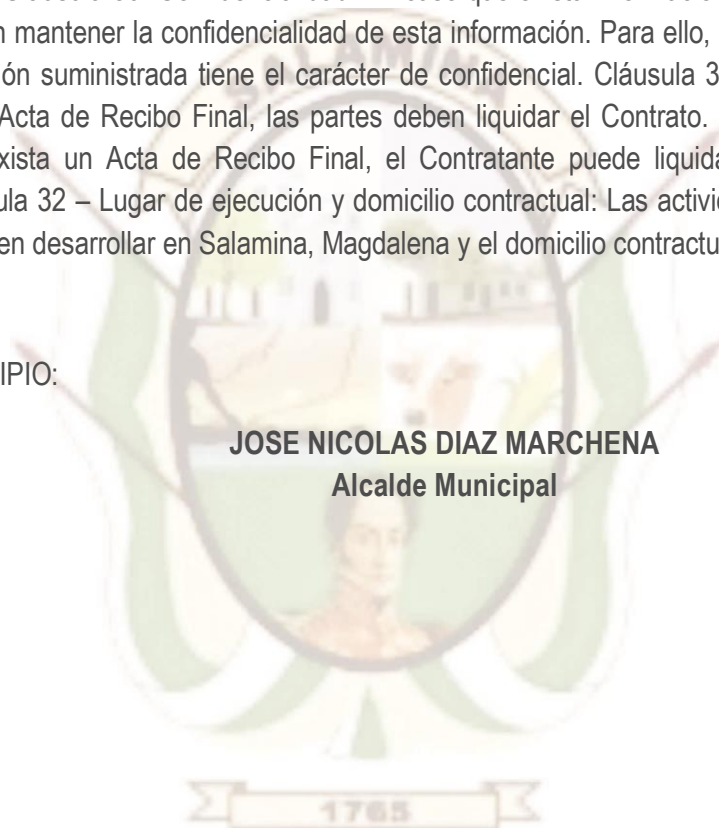 n mantener la confidencialidad de esta información. Para ello,
ón suministrada tiene el carácter de confidencial. Cláusula 3
Acta de Recibo Final, las partes deben liquidar el Contrato.
xista un Acta de Recibo Final, el Contratante puede liquida
ula 32 – Lugar de ejecución y domicilio contractual: Las activi
en desarrollar en Salamina, Magdalena y el domicilio contractu
IPIO:
JOSE NICOLAS DIAZ MARCHENA
Alcalde Municipal
SALAMINA
1765